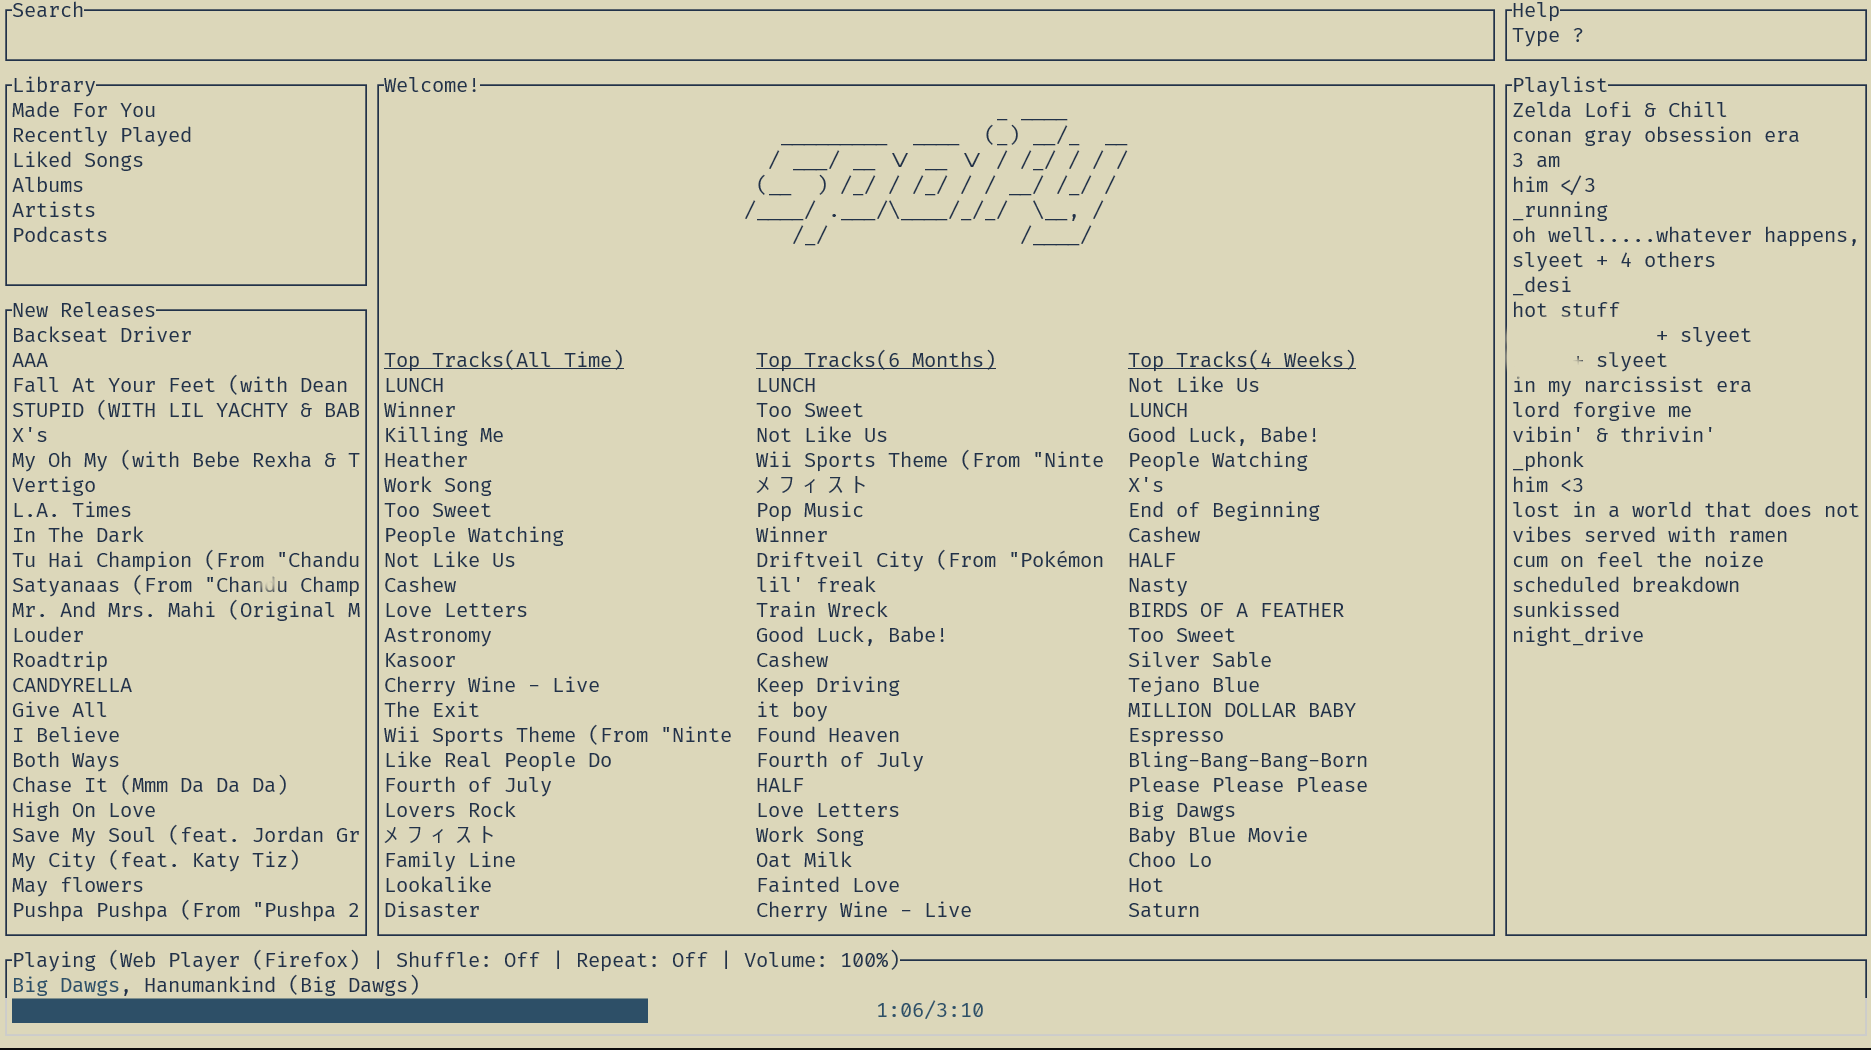 Search
Help
Type ?
Library
Made For You
Recently Played
Liked Songs
Albums
Artists
Podcasts
New Releases
Backseat Driver
AAA
Fall At Your Feet (with Dean
STUPID (WITH LIL YACHTY & BAB
X's
My Oh My (with Bebe Rexha & T
Vertigo
L.A. Times
In The Dark
Tu Hai Champion (From "Chandu
Satyanaas (From "Chandu Champ
Mr. And Mrs. Mahi (Original M
Louder
Roadtrip
CANDYRELLA
Give All
I Believe
Both Ways
Chase It (Mmm Da Da Da)
High On Love
Save My Soul (feat. Jordan Gr
My City (feat. Katy Tiz)
May flowers
Pushpa Pushpa (From "Pushpa 2
Welcome!
spotify
Top Tracks(All Time)
LUNCH
Winner
Killing Me
Heather
Work Song
Too Sweet
People Watching
Not Like Us
Cashew
Love Letters
Astronomy
Kasoor
Cherry Wine - Live
The Exit
Wii Sports Theme (From "Ninte
Like Real People Do
Fourth of July
Lovers Rock
メフィスト
Family Line
Lookalike
Disaster
Top Tracks(6 Months)
LUNCH
Too Sweet
Not Like Us
Wii Sports Theme (From "Ninte
メフィスト
Pop Music
Winner
Driftveil City (From "Pokémon
lil' freak
Train Wreck
Good Luck, Babe!
Cashew
Keep Driving
it boy
Found Heaven
Fourth of July
HALF
Love Letters
Work Song
Oat Milk
Fainted Love
Cherry Wine - Live
Top Tracks(4 Weeks)
Not Like Us
LUNCH
Good Luck, Babe!
People Watching
X's
End of Beginning
Cashew
HALF
Nasty
BIRDS OF A FEATHER
Too Sweet
Silver Sable
Tejano Blue
MILLION DOLLAR BABY
Espresso
Bling-Bang-Bang-Born
Please Please Please
Big Dawgs
Baby Blue Movie
Choo Lo
Hot
Saturn
Playlist
Zelda Lofi & Chill
conan gray obsession era
3 am
him </3
_running
oh well.....whatever happens,
slyeet + 4 others
_desi
hot stuff
+ slyeet
+ slyeet
in my narcissist era
lord forgive me
vibin' & thrivin'
_phonk
him <3
lost in a world that does not
vibes served with ramen
cum on feel the noize
scheduled breakdown
sunkissed
night_drive
Playing (Web Player (Firefox) | Shuffle: Off | Repeat: Off | Volume: 100%)
Big Dawgs, Hanumankind (Big Dawgs)
1:06/3:10